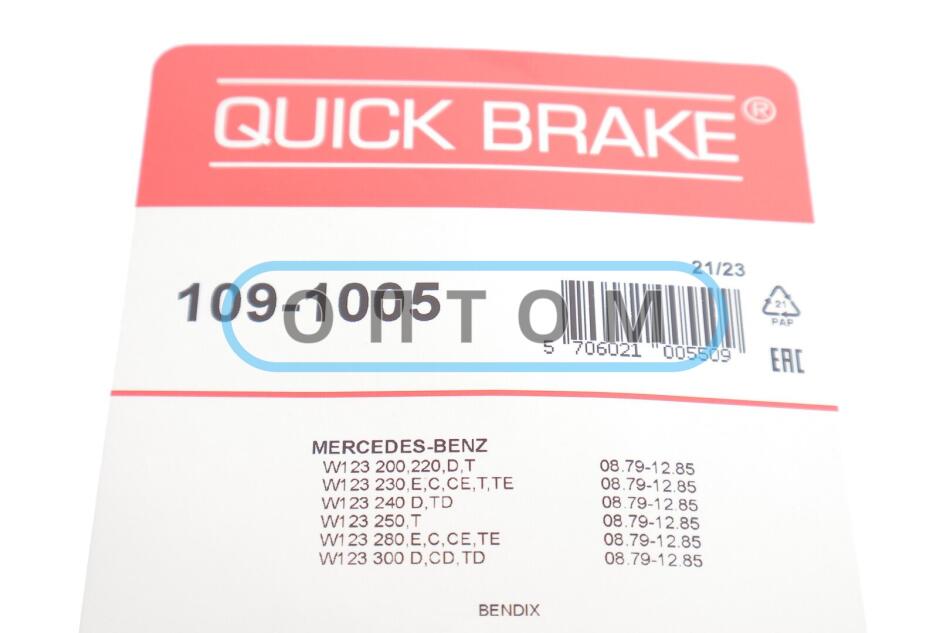 QUICK BRAKE®
21/23
109-1005
ОПТОМ
5 706021 005509
21
PAP
EAC
MERCEDES-BENZ
W123 200,220,D,T 08.79-12.85
W123 230,E,C,CE,T,TE 08.79-12.85
W123 240 D,TD 08.79-12.85
W123 250,T 08.79-12.85
W123 280,E,C,CE,TE 08.79-12.85
W123 300 D,CD,TD 08.79-12.85
BENDIX